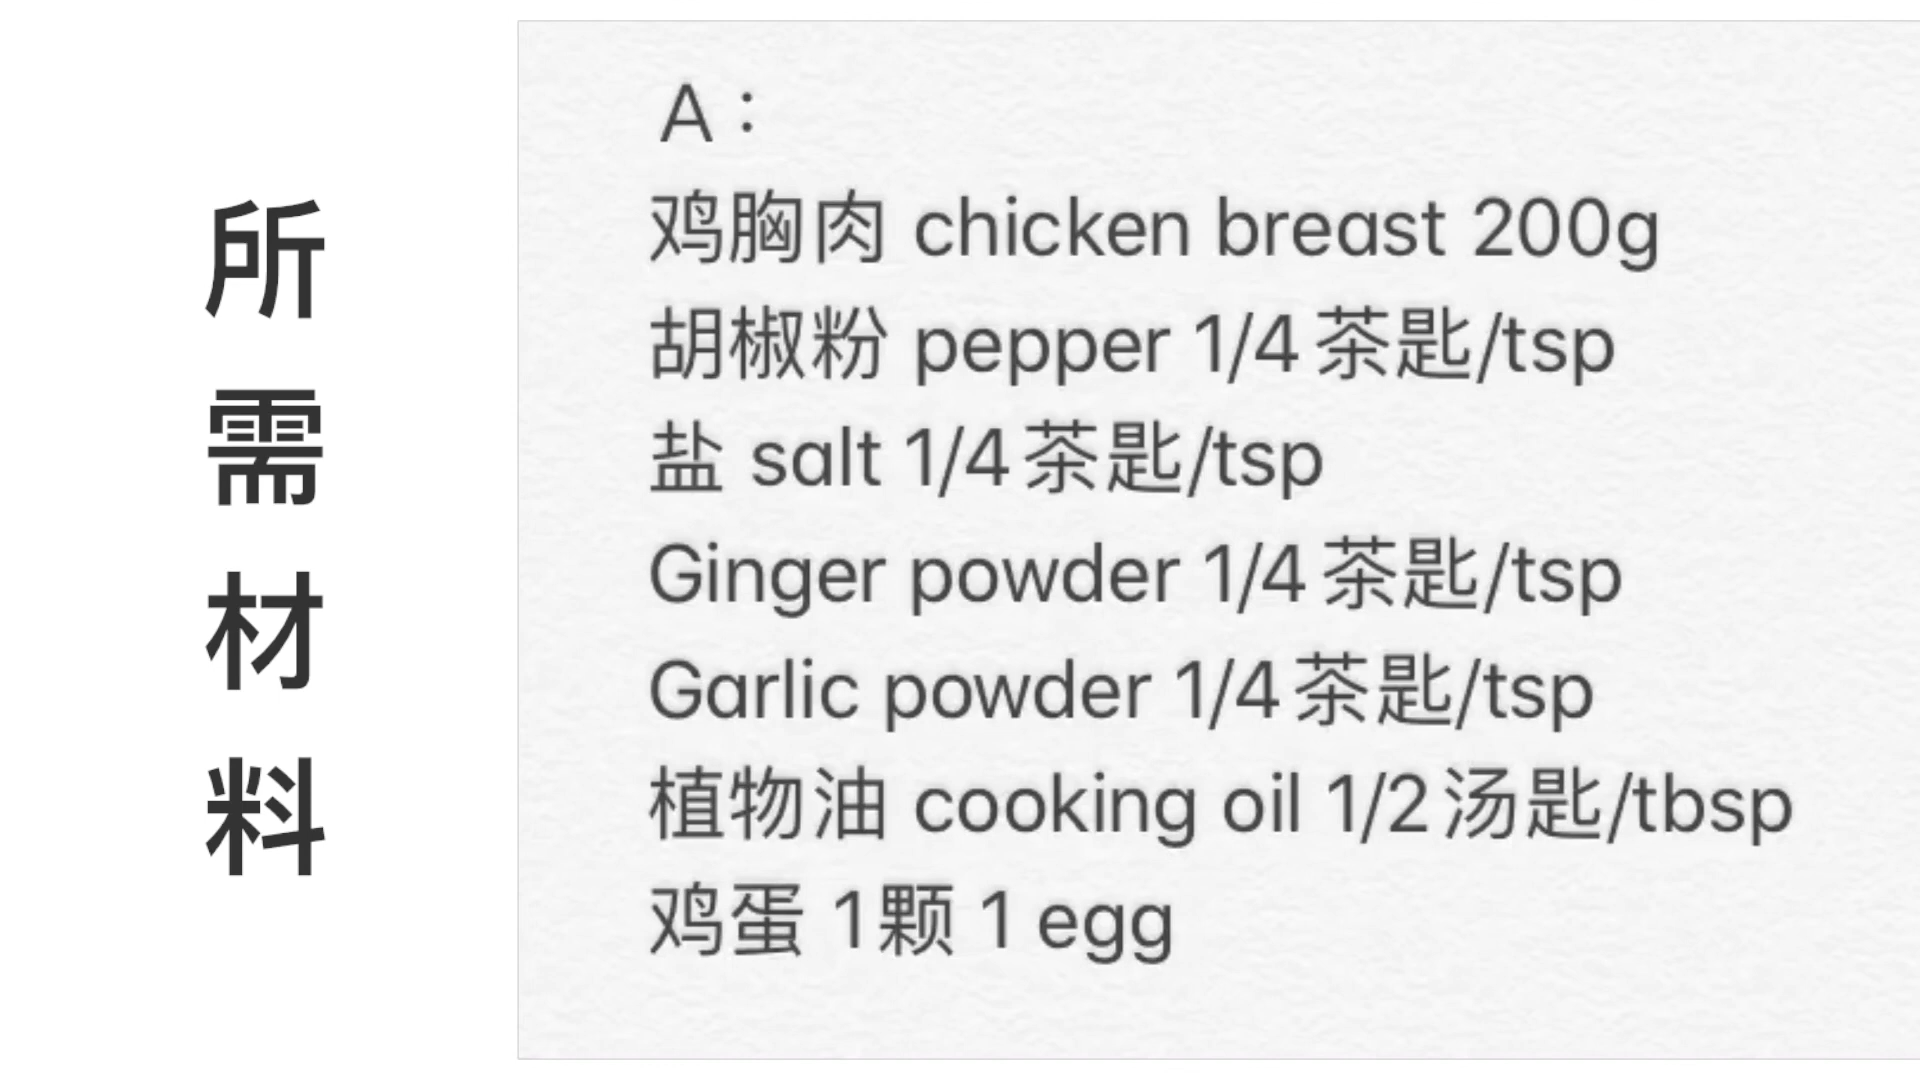 所需材料
A：
鸡胸肉 chicken breast 200g
胡椒粉 pepper 1/4茶匙/tsp
盐 salt 1/4茶匙/tsp
Ginger powder 1/4茶匙/tsp
Garlic powder 1/4茶匙/tsp
植物油 cooking oil 1/2汤匙/tbsp
鸡蛋 1颗 1 egg